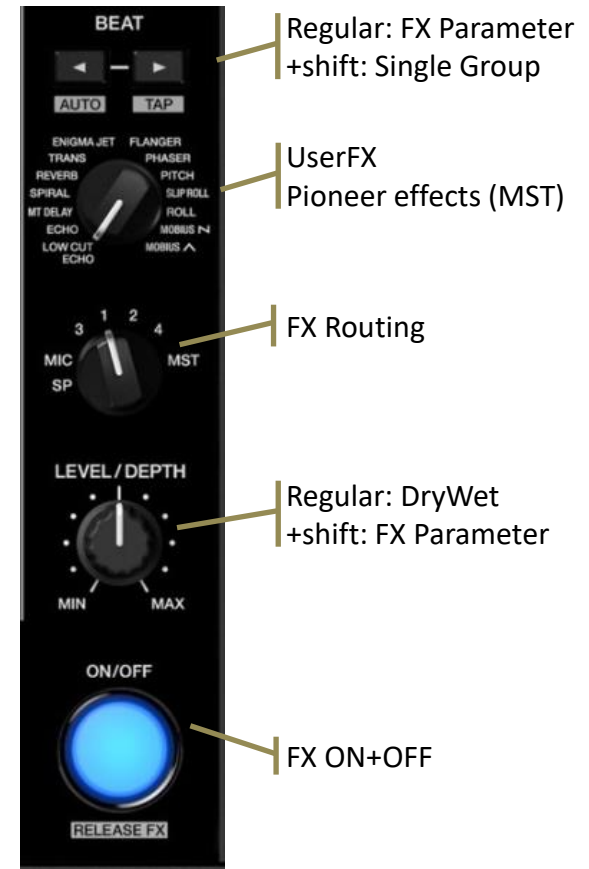 BEAT
◄ – ►
AUTO TAP
Regular: FX Parameter
+shift: Single Group
ENIGMA JET FLANGER
TRANS PHASER
REVERB PITCH
SPIRAL SLIP ROLL
MT DELAY ROLL
ECHO MOBIUS
LOW CUT ECHO MOBIUS
UserFX
Pioneer effects (MST)
3 1 2 4
MIC MST
SP
FX Routing
LEVEL / DEPTH
MIN MAX
Regular: DryWet
+shift: FX Parameter
ON/OFF
RELEASE FX
FX ON+OFF